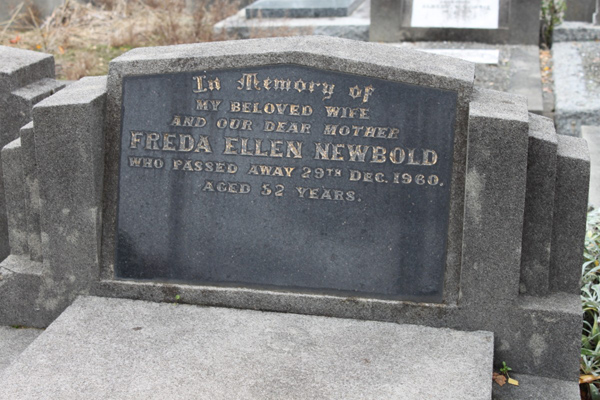 In Memory of
MY BELOVED WIFE
AND OUR DEAR MOTHER
FREDA ELLEN NEWBOLD
WHO PASSED AWAY 29TH DEC. 1960.
AGED 52 YEARS.